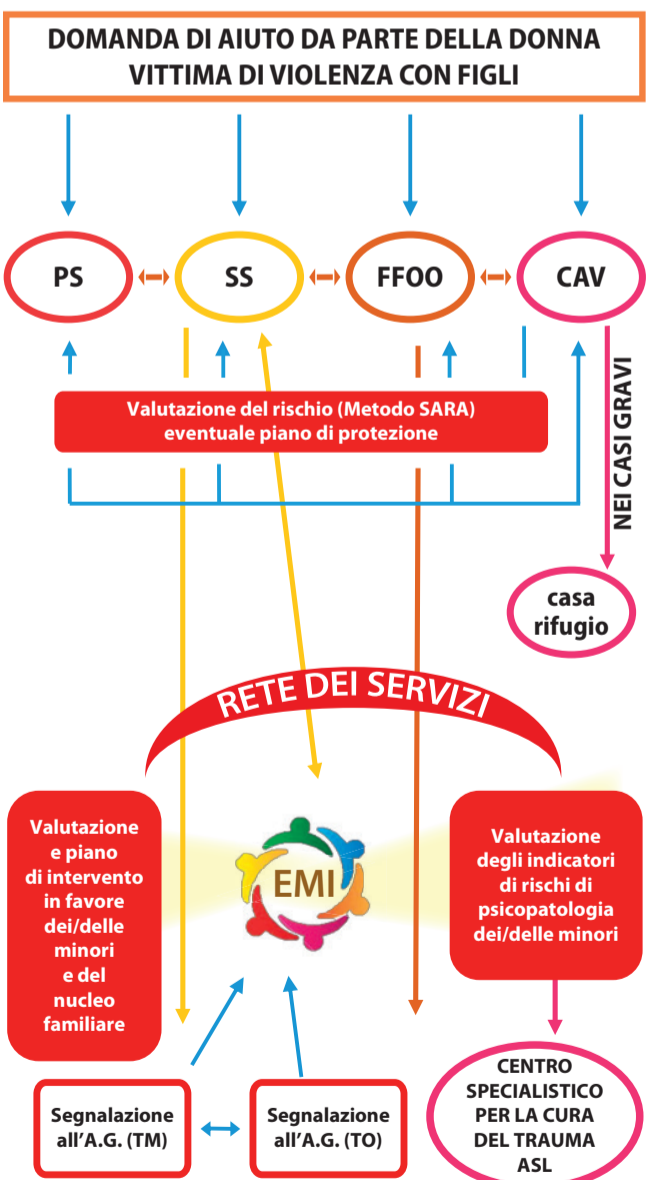 DOMANDA DI AIUTO DA PARTE DELLA DONNA
VITTIMA DI VIOLENZA CON FIGLI
PS
SS
FFOO
CAV
Valutazione del rischio (Metodo SARA)
eventuale piano di protezione
NEI CASI GRAVI
casa
rifugio
RETE DEI SERVIZI
Valutazione
e piano
di intervento
in favore
dei/delle
minori
e del
nucleo
familiare
EMI
Valutazione
degli indicatori
di rischi di
psicopatologia
dei/delle minori
Segnalazione
all'A.G. (TM)
Segnalazione
all'A.G. (TO)
CENTRO
SPECIALISTICO
PER LA CURA
DEL TRAUMA
ASL